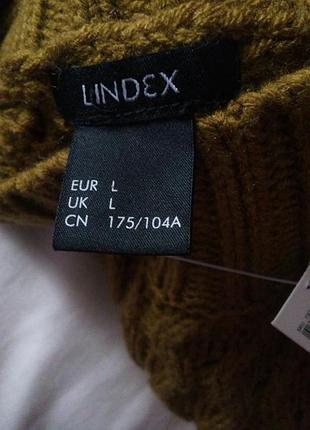 LINDEX
EUR L
UK L
CN 175/104A